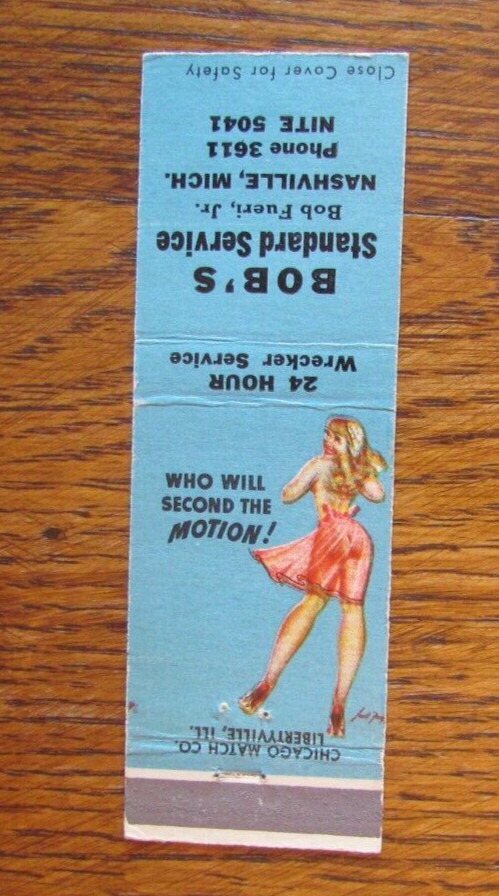 Close Cover for Safety
NITE 5041
Phone 3611
NASHVILLE, MICH.
Bob Fueri, Jr.
Standard Service
BOB'S
Wrecker Service
24 HOUR
WHO WILL
SECOND THE
MOTION!
CHICAGO MATCH CO.
LIBERTYVILLE, ILL.